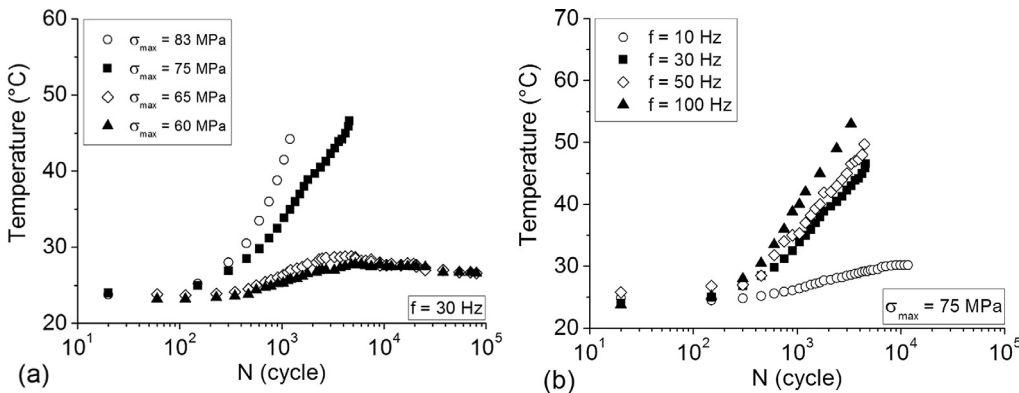 60
50
40
30
20
Temperature (°C)
σmax = 83 MPa
σmax = 75 MPa
σmax = 65 MPa
σmax = 60 MPa
f = 30 Hz
10^1 10^2 10^3 10^4 10^5
N (cycle)
(a)
70
60
50
40
30
20
Temperature (°C)
f = 10 Hz
f = 30 Hz
f = 50 Hz
f = 100 Hz
σmax = 75 MPa
10^1 10^2 10^3 10^4 10^5
N (cycle)
(b)